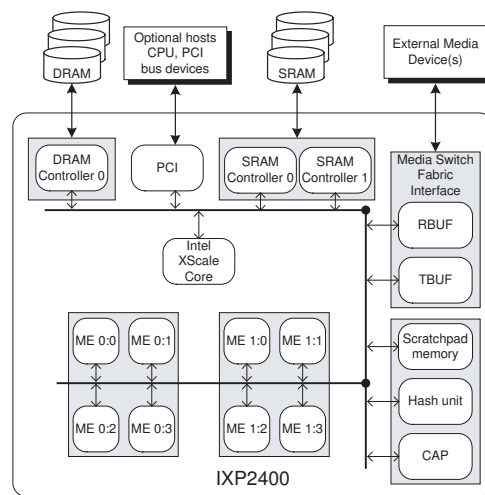 DRAM
Optional hosts
CPU, PCI
bus devices
SRAM
External Media
Device(s)
DRAM
Controller 0
PCI
SRAM
Controller 0
SRAM
Controller 1
Media Switch
Fabric
Interface
RBUF
TBUF
Intel
XScale
Core
ME 0:0
ME 0:1
ME 1:0
ME 1:1
Scratchpad
memory
Hash unit
ME 0:2
ME 0:3
ME 1:2
ME 1:3
CAP
IXP2400